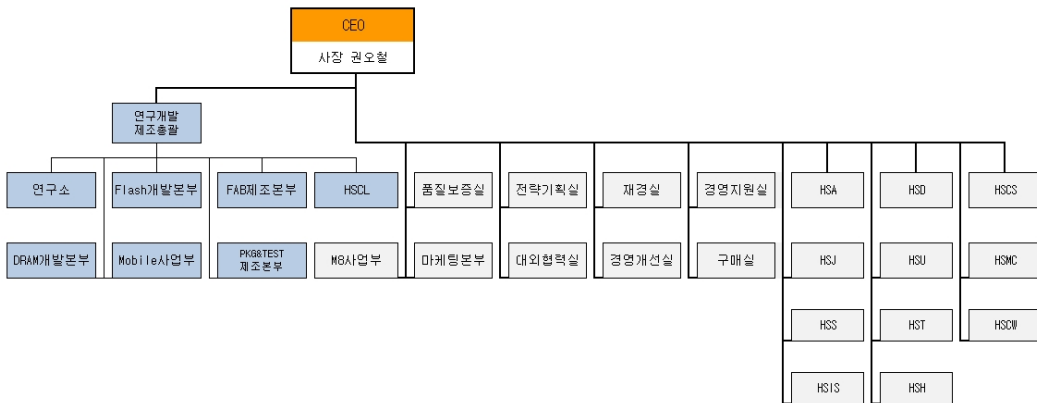 CEO
사장 권오철
연구개발
제조총괄
연구소
Flash개발본부
FAB제조본부
HSCL
품질보증실
전략기획실
재경실
경영지원실
HSA
HSD
HSCS
DRAM개발본부
Mobile사업부
PKG&TEST
제조본부
M8사업부
마케팅본부
대외협력실
경영개선실
구매실
HSJ
HSU
HSMC
HSS
HST
HSCW
HSIS
HSH